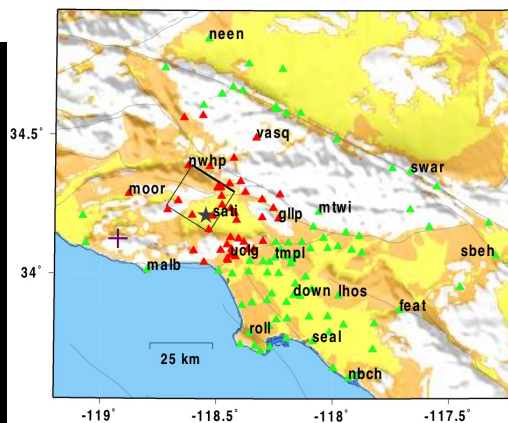 neen
34.5
vasq
nwhp
swar
moor
sati
gllp
mtwi
uclg
tmpl
sbeh
34
malb
down
lhos
feat
roll
seal
25 km
nbch
-119
-118.5
-118
-117.5